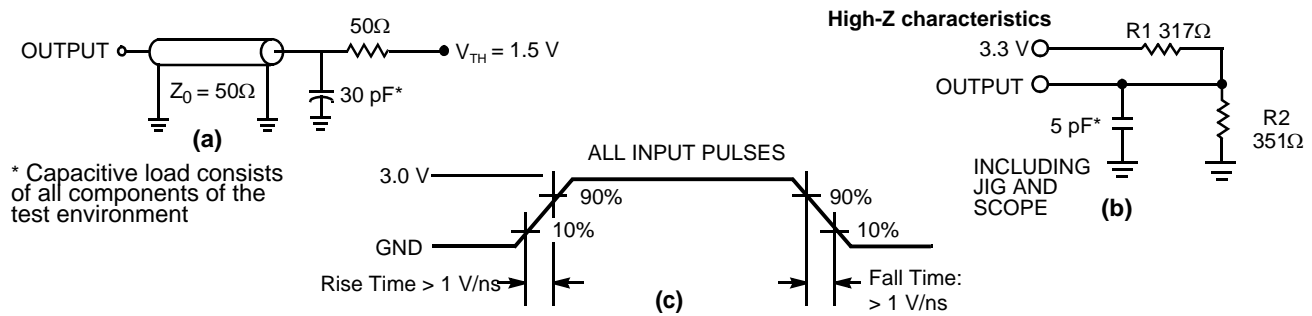 50Ω
OUTPUT
V_TH = 1.5 V
Z_0 = 50Ω
30 pF*
(a)
* Capacitive load consists
of all components of the
test environment
High-Z characteristics
R1 317Ω
3.3 V
OUTPUT
5 pF*
R2
351Ω
INCLUDING
JIG AND
SCOPE
(b)
ALL INPUT PULSES
3.0 V
90%
90%
10%
10%
GND
Rise Time > 1 V/ns
(c)
Fall Time:
> 1 V/ns